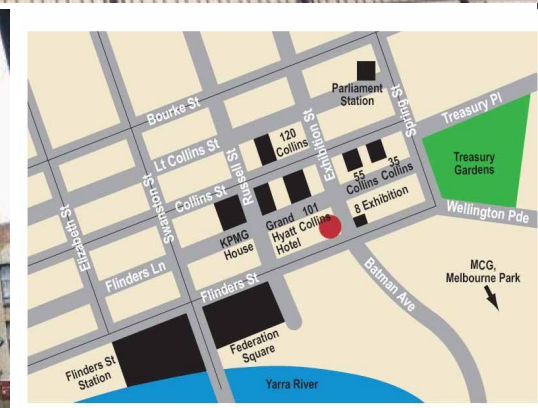 Parliament
Station
Bourke St
Exhibition St
Spring St
Treasury Pl
Lt Collins St
120
Collins
Russell St
Treasury
Gardens
Swanston St
Collins St
55
Collins
35
Collins
Elizabeth St
8 Exhibition
Wellington Pde
KPMG
House
Grand
Hyatt
Hotel
101
Collins
Flinders Ln
Flinders St
Batman Ave
MCG,
Melbourne Park
Federation
Square
Flinders St
Station
Yarra River